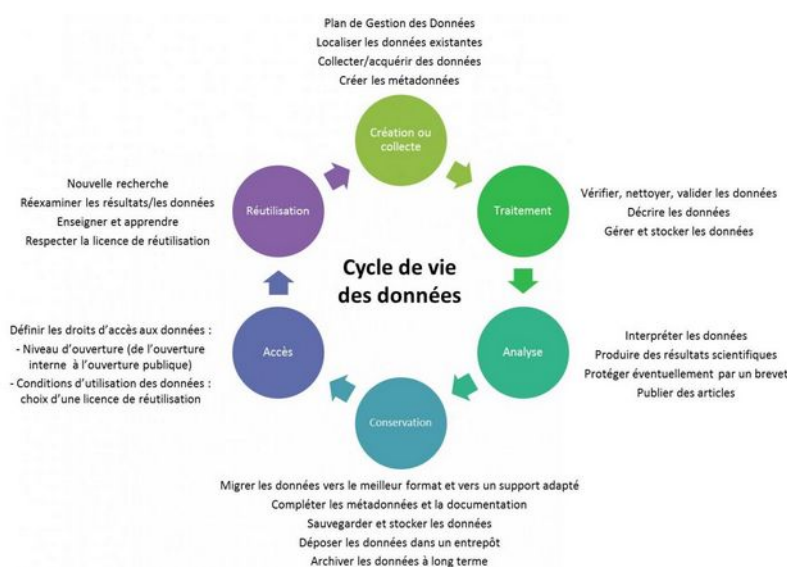 Plan de Gestion des Données
Localiser les données existantes
Collecter/acquérir des données
Créer les métadonnées
Création ou
collecte
Traitement
Vérifier, nettoyer, valider les données
Décrire les données
Gérer et stocker les données
Analyse
Interpréter les données
Produire des résultats scientifiques
Protéger éventuellement par un brevet
Publier des articles
Conservation
Migrer les données vers le meilleur format et vers un support adapté
Compléter les métadonnées et la documentation
Sauvegarder et stocker les données
Déposer les données dans un entrepôt
Archiver les données à long terme
Accès
Définir les droits d'accès aux données :
- Niveau d'ouverture (de l'ouverture
interne à l'ouverture publique)
- Conditions d'utilisation des données :
choix d'une licence de réutilisation
Réutilisation
Nouvelle recherche
Réexaminer les résultats/les données
Enseigner et apprendre
Respecter la licence de réutilisation
Cycle de vie
des données